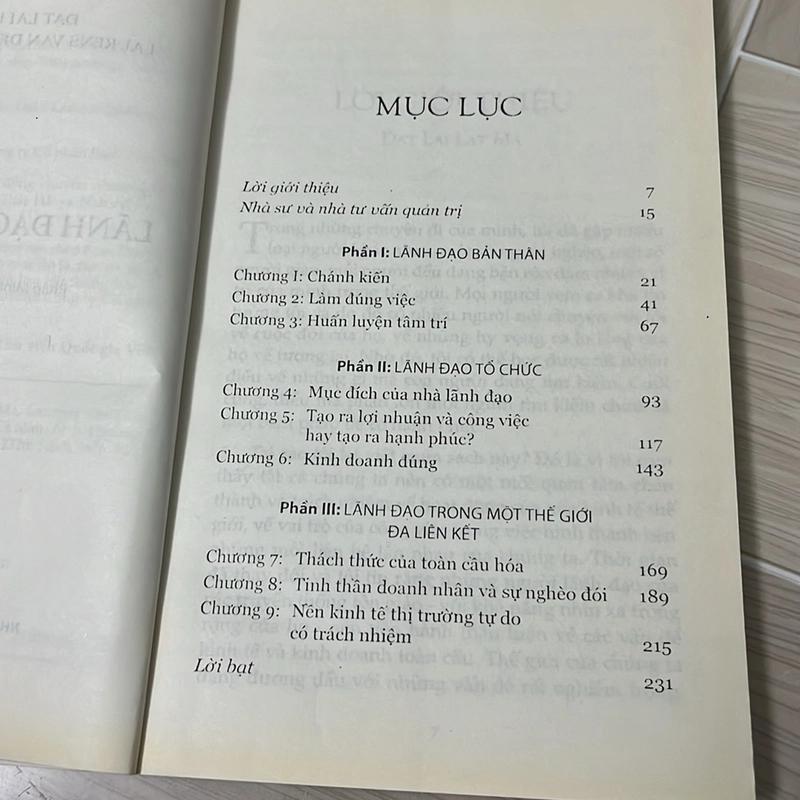 MỤC LỤC
Lời giới thiệu 7
Nhà sư và nhà tư vấn quản trị 15
Phần I: LÃNH ĐẠO BẢN THÂN
Chương I: Chánh kiến 21
Chương 2: Làm đúng việc 41
Chương 3: Huấn luyện tâm trí 67
Phần II: LÃNH ĐẠO TỔ CHỨC
Chương 4: Mục đích của nhà lãnh đạo 93
Chương 5: Tạo ra lợi nhuận và công việc
hay tạo ra hạnh phúc? 117
Chương 6: Kinh doanh đúng 143
Phần III: LÃNH ĐẠO TRONG MỘT THẾ GIỚI
ĐA LIÊN KẾT
Chương 7: Thách thức của toàn cầu hóa 169
Chương 8: Tinh thần doanh nhân và sự nghèo đói 189
Chương 9: Nền kinh tế thị trường tự do
có trách nhiệm 215
Lời bạt 231